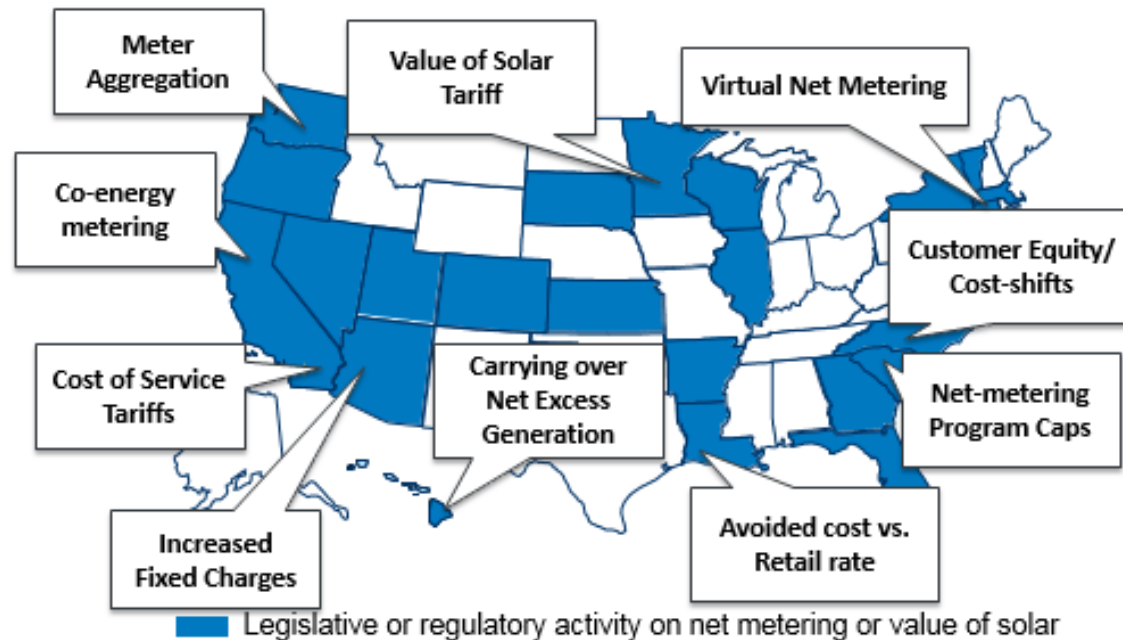 Meter
Aggregation
Value of Solar
Tariff
Virtual Net Metering
Co-energy
metering
Customer Equity/
Cost-shifts
Cost of Service
Tariffs
Carrying over
Net Excess
Generation
Net-metering
Program Caps
Increased
Fixed Charges
Avoided cost vs.
Retail rate
Legislative or regulatory activity on net metering or value of solar